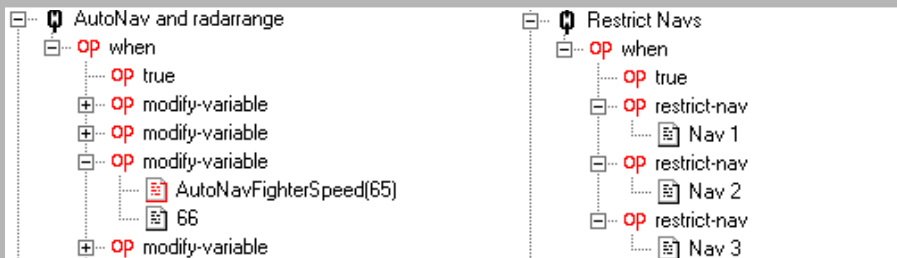 AutoNav and radarrange
OP when
OP true
OP modify-variable
OP modify-variable
OP modify-variable
AutoNavFighterSpeed(65)
66
OP modify-variable
Restrict Navs
OP when
OP true
OP restrict-nav
Nav 1
OP restrict-nav
Nav 2
OP restrict-nav
Nav 3